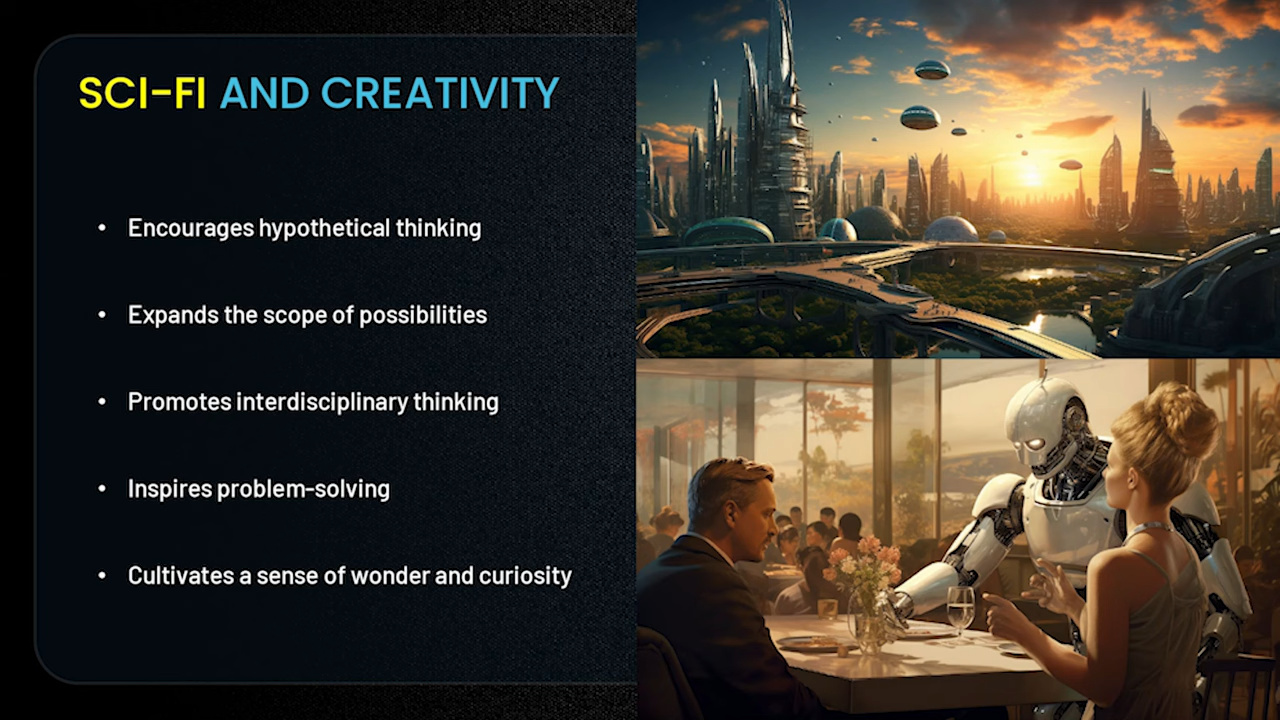 SCI-FI AND CREATIVITY
• Encourages hypothetical thinking
• Expands the scope of possibilities
• Promotes interdisciplinary thinking
• Inspires problem-solving
• Cultivates a sense of wonder and curiosity